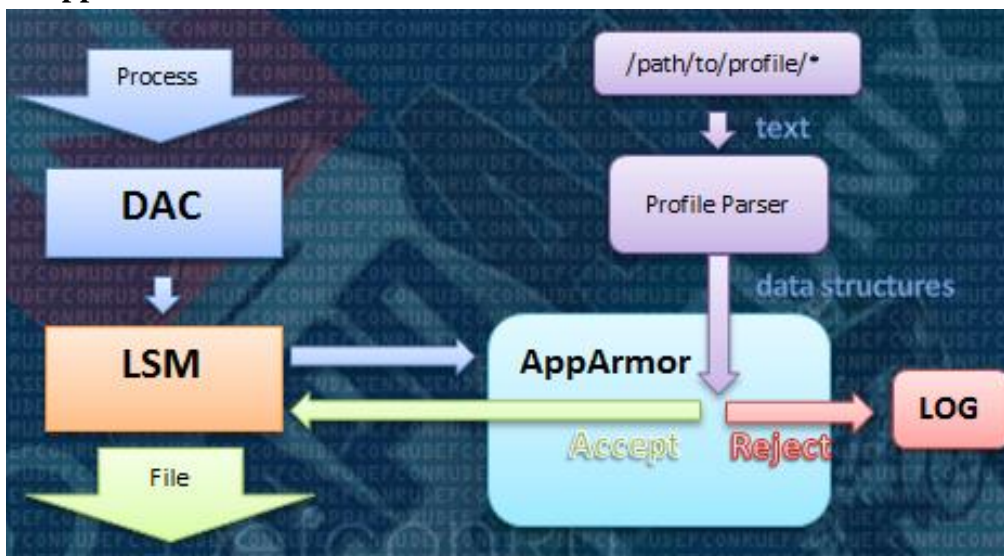 Process
DAC
LSM
File
/path/to/profile/*
text
Profile Parser
data structures
AppArmor
Accept
Reject
LOG